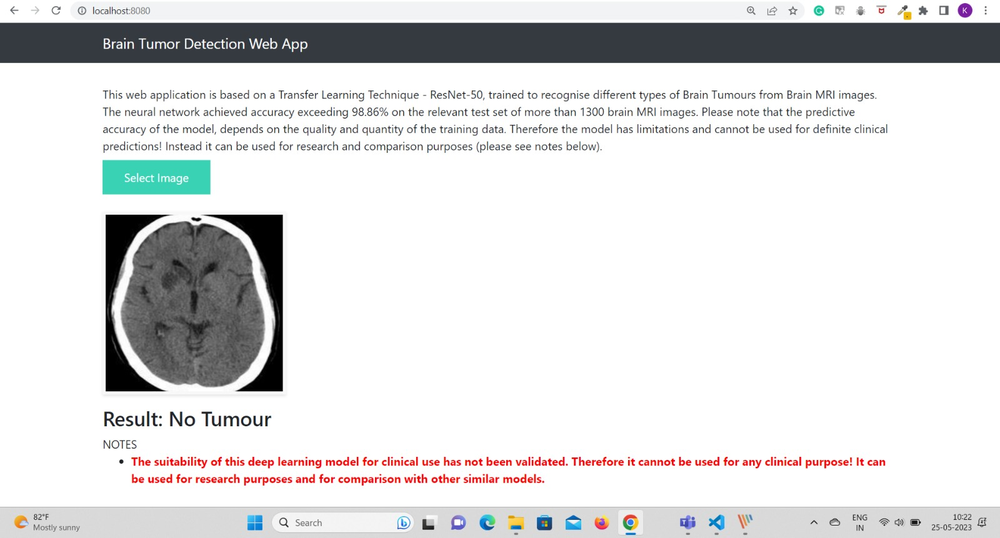 localhost:8080
K
Brain Tumor Detection Web App
This web application is based on a Transfer Learning Technique - ResNet-50, trained to recognise different types of Brain Tumours from Brain MRI images.
The neural network achieved accuracy exceeding 98.86% on the relevant test set of more than 1300 brain MRI images. Please note that the predictive
accuracy of the model, depends on the quality and quantity of the training data. Therefore the model has limitations and cannot be used for definite clinical
predictions! Instead it can be used for research and comparison purposes (please see notes below).
Select Image
Result: No Tumour
NOTES
• The suitability of this deep learning model for clinical use has not been validated. Therefore it cannot be used for any clinical purpose! It can
be used for research purposes and for comparison with other similar models.
82°F
Mostly sunny
Search
ENG
IN
10:22
25-05-2023